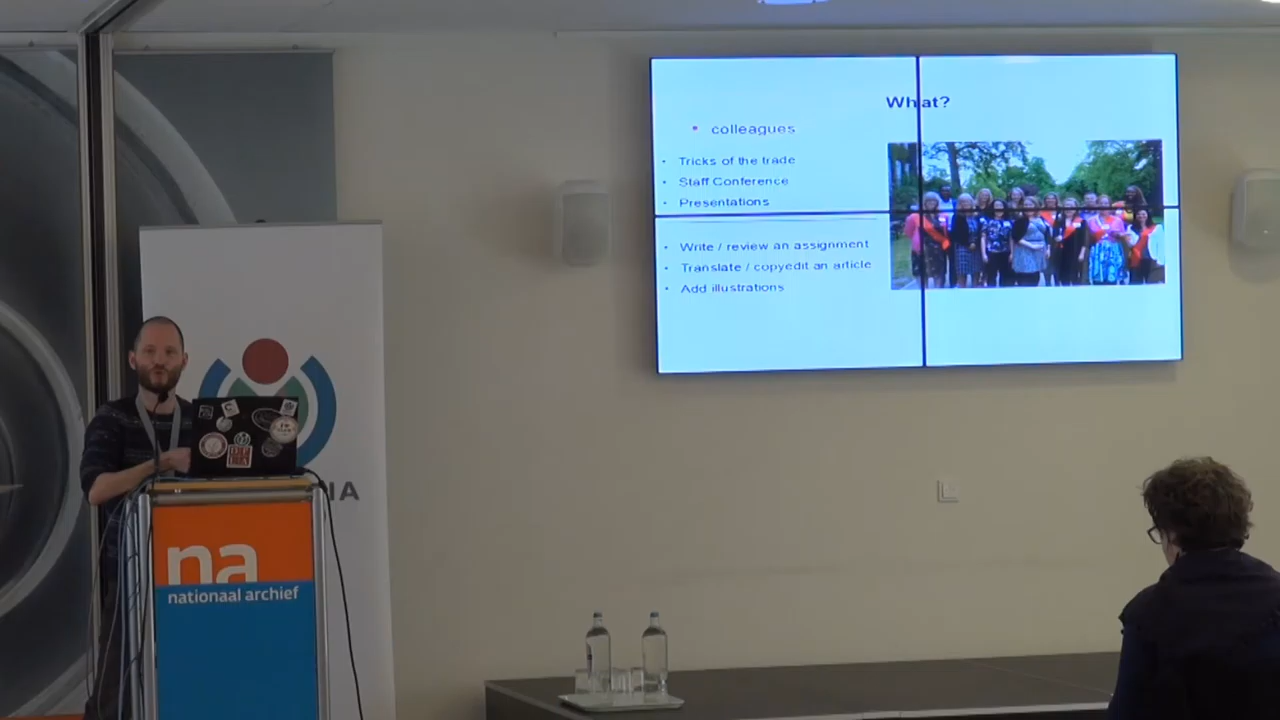 What?
colleagues
Tricks of the trade
Staff Conference
Presentations
Write / review an assignment
Translate / copyedit an article
Add illustrations
IA
na
nationaal archief